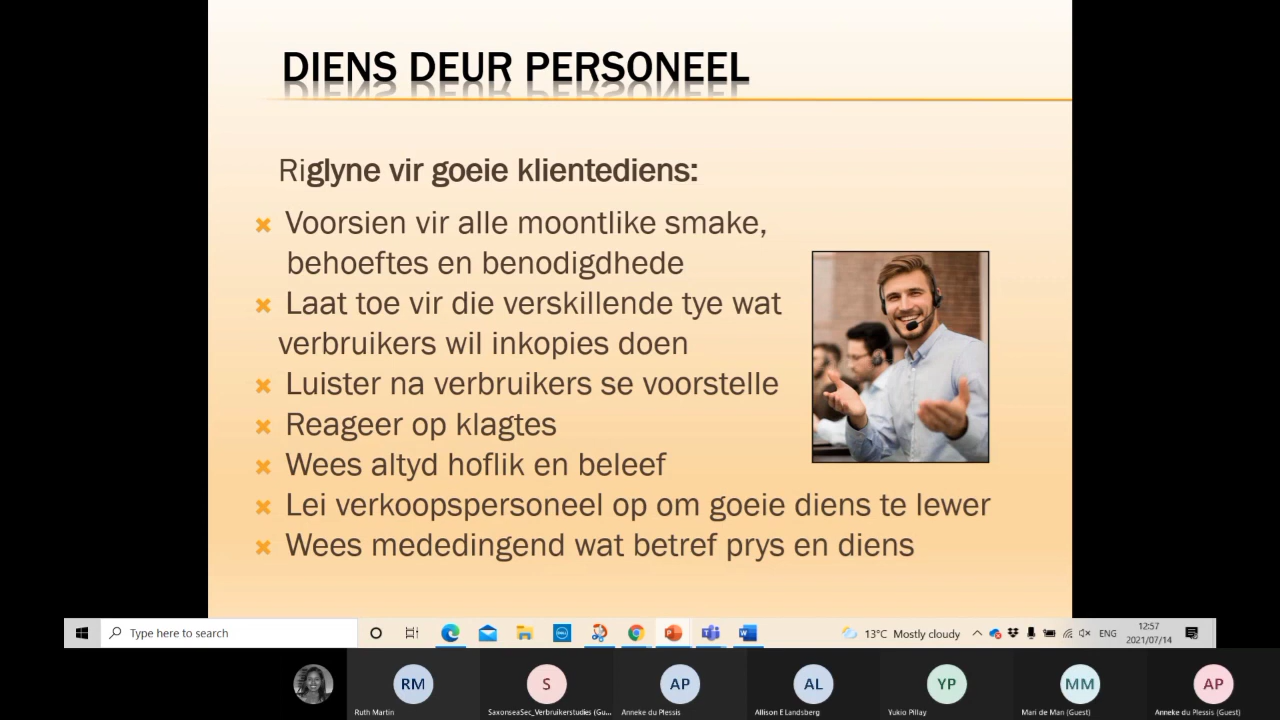 DIENS DEUR PERSONEEL
Riglyne vir goeie klientediens:
Voorsien vir alle moontlike smake,
behoeftes en benodigdhede
Laat toe vir die verskillende tye wat
verbruikers wil inkopies doen
Luister na verbruikers se voorstelle
Reageer op klagtes
Wees altyd hoflik en beleef
Lei verkoopspersoneel op om goeie diens te lewer
Wees mededingend wat betref prys en diens
Type here to search
13°C Mostly cloudy
ENG
12:57
2021/07/14
RM
S
AP
AL
YP
MM
AP
Ruth Martin
SaxonseaSec_Verbruikerstudies (Gu...
Anneke du Plessis
Allison E Landsberg
Yukio Pillay
Mari de Man (Guest)
Anneke du Plessis (Guest)